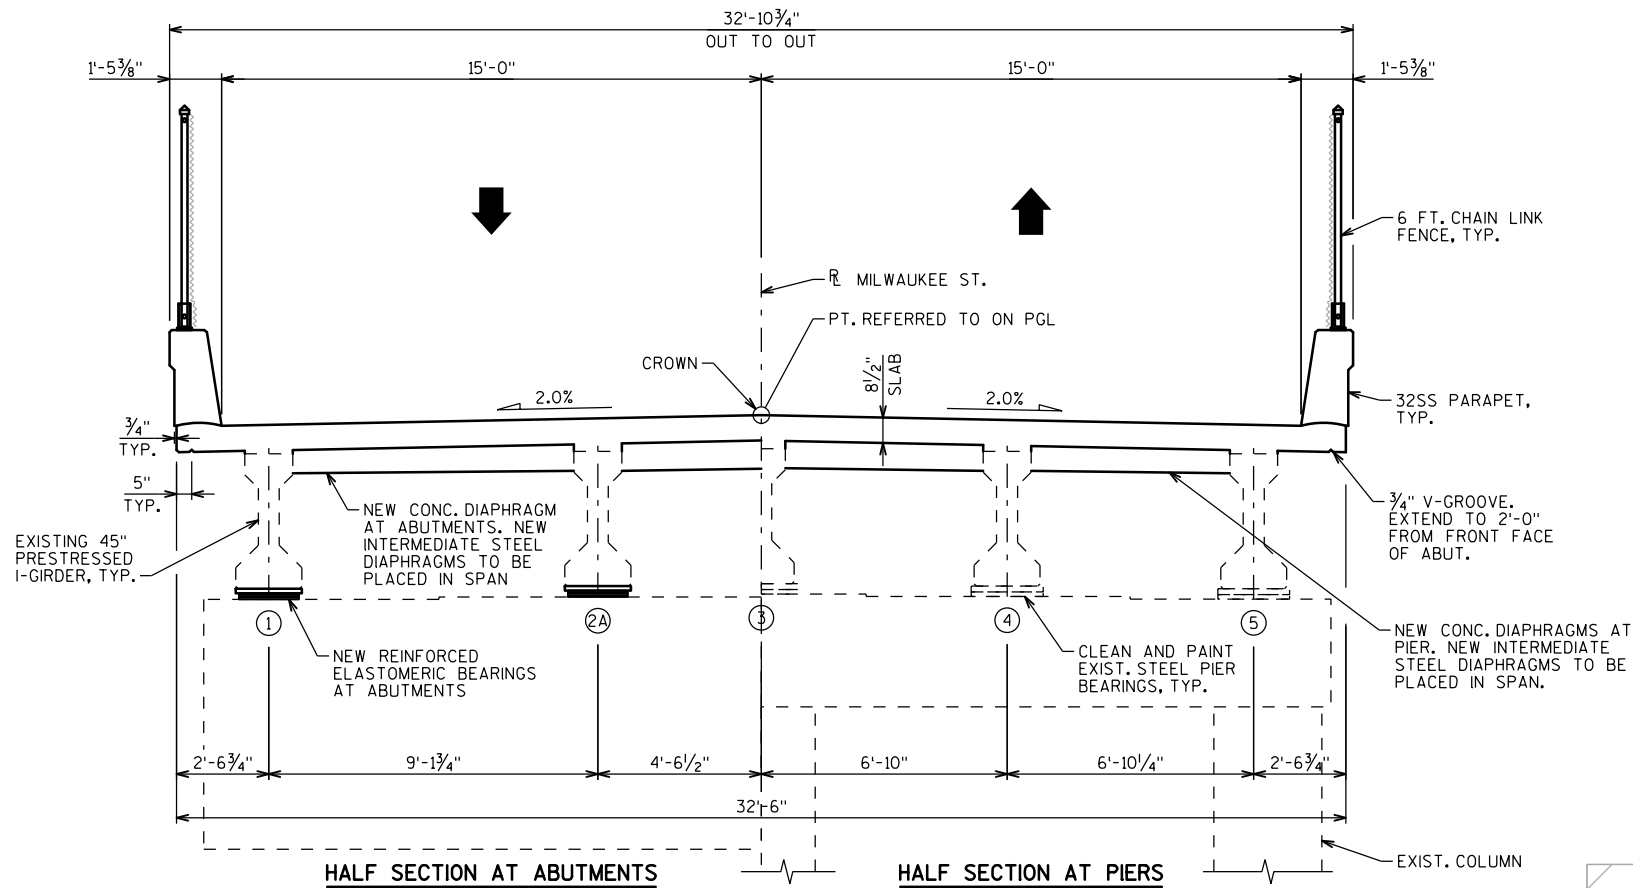 32'-10¾"
OUT TO OUT
1'-5⅜"
15'-0"
15'-0"
1'-5⅜"
6 FT. CHAIN LINK
FENCE, TYP.
℞ MILWAUKEE ST.
PT. REFERRED TO ON PGL
CROWN
8½"
SLAB
2.0%
2.0%
32SS PARAPET,
TYP.
¾"
TYP.
5"
TYP.
NEW CONC. DIAPHRAGM
AT ABUTMENTS. NEW
INTERMEDIATE STEEL
DIAPHRAGMS TO BE
PLACED IN SPAN
¾" V-GROOVE.
EXTEND TO 2'-0"
FROM FRONT FACE
OF ABUT.
EXISTING 45"
PRESTRESSED
I-GIRDER, TYP.
1
2A
3
4
5
NEW REINFORCED
ELASTOMERIC BEARINGS
AT ABUTMENTS
CLEAN AND PAINT
EXIST. STEEL PIER
BEARINGS, TYP.
NEW CONC. DIAPHRAGMS AT
PIER. NEW INTERMEDIATE
STEEL DIAPHRAGMS TO BE
PLACED IN SPAN.
2'-6¾"
9'-1¾"
4'-6½"
6'-10"
6'-10¼"
2'-6¾"
32'-6"
HALF SECTION AT ABUTMENTS
HALF SECTION AT PIERS
EXIST. COLUMN